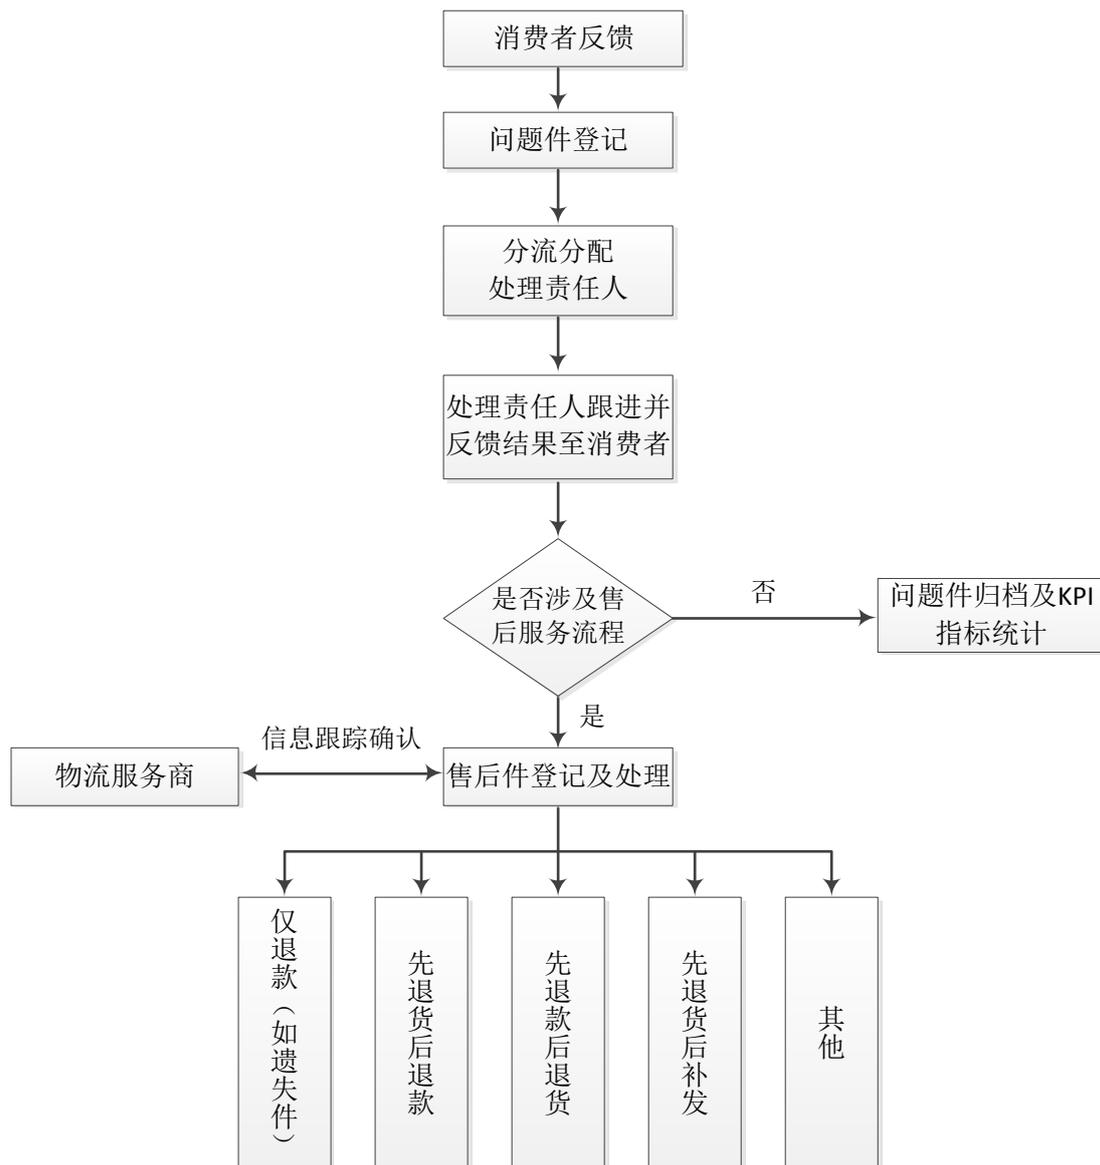 消费者反馈
问题件登记
分流分配
处理责任人
处理责任人跟进并
反馈结果至消费者
是否涉及售
后服务流程
否
问题件归档及KPI
指标统计
是
信息跟踪确认
物流服务商
售后件登记及处理
仅退款（如遗失件）
先退货后退款
先退款后退货
先退货后补发
其他